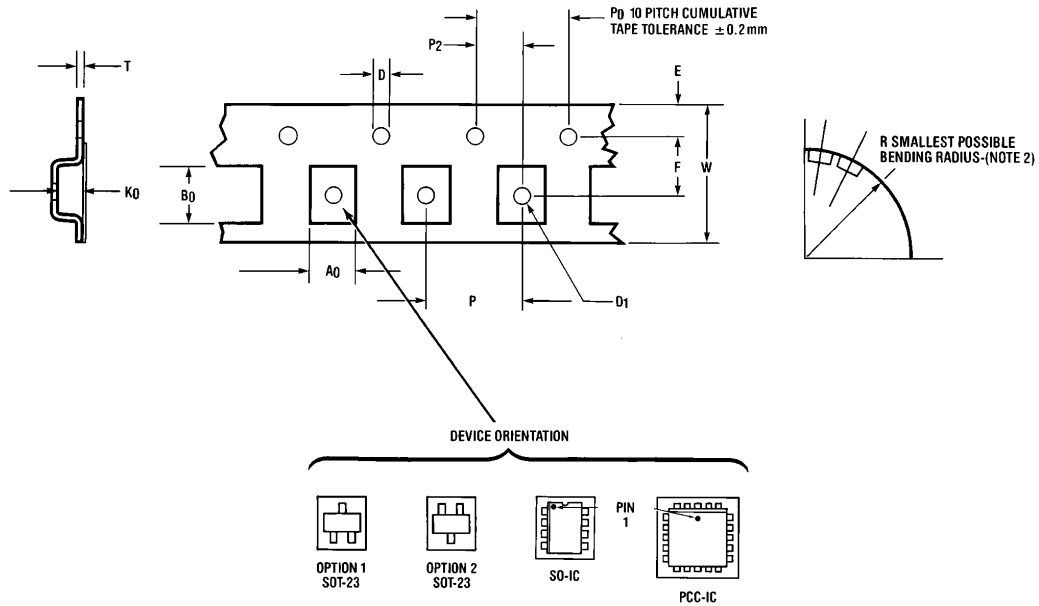 P0 10 PITCH CUMULATIVE
TAPE TOLERANCE ±0.2mm
P2
T
D
E
R SMALLEST POSSIBLE
BENDING RADIUS-(NOTE 2)
F
W
K0
B0
A0
P
D1
DEVICE ORIENTATION
PIN
1
OPTION 1
SOT-23
OPTION 2
SOT-23
SO-IC
PCC-IC